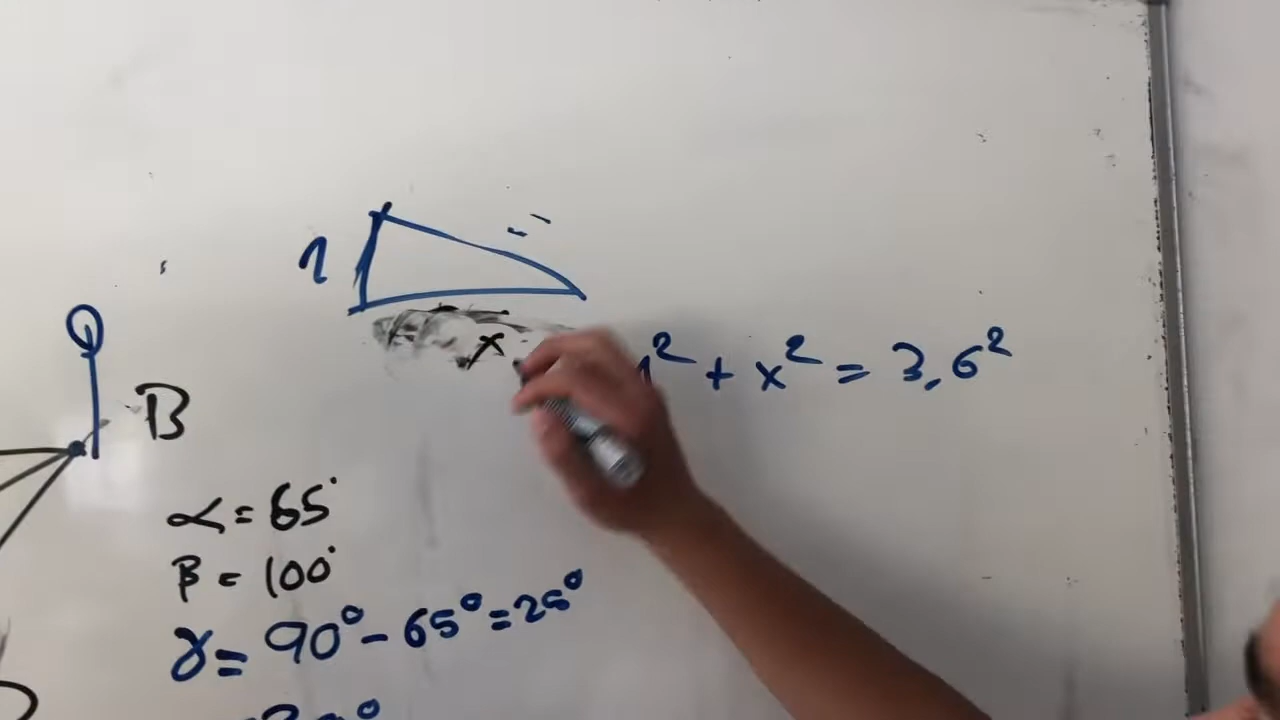 1
x
1² + x² = 3,6²
B
α = 65°
β = 100°
γ = 90° - 65° = 25°